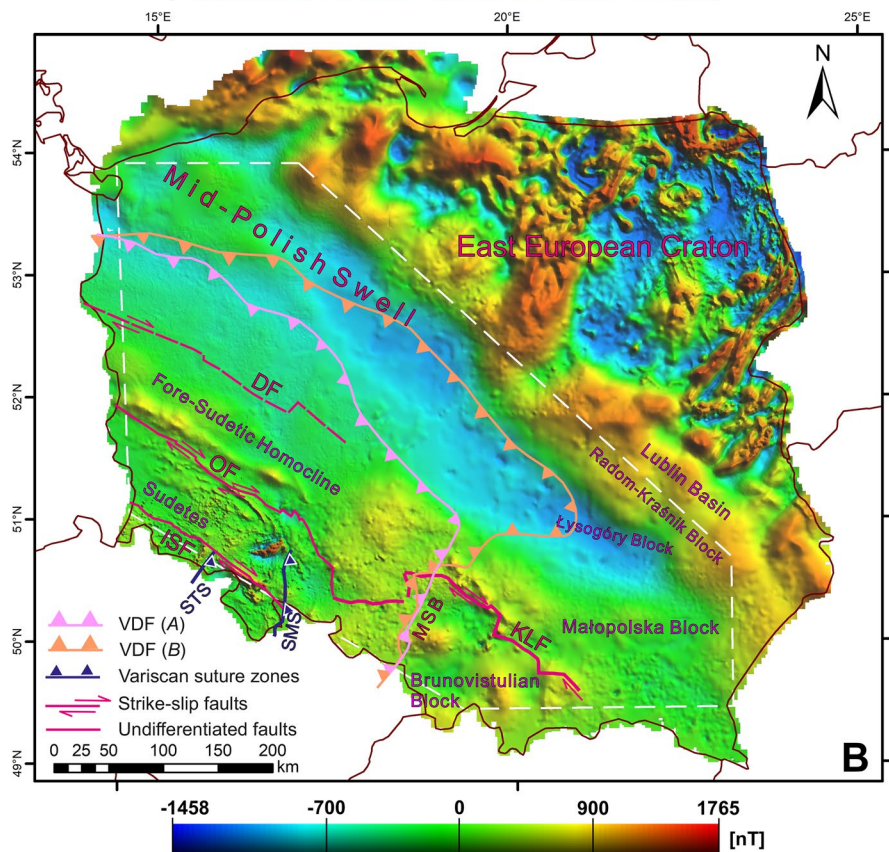 15°E
20°E
25°E
N
54°N
53°N
52°N
51°N
50°N
49°N
Mid-Polish Swell
East European Craton
DF
Fore-Sudetic Homocline
OF
Sudetes
ISF
STS
SMS
Lublin Basin
Radom-Kraśnik Block
Łysogóry Block
MSB
KLF
Małopolska Block
Brunovistulian
Block
VDF (A)
VDF (B)
Variscan suture zones
Strike-slip faults
Undifferentiated faults
0 25 50 100 150 200
km
B
-1458 -700 0 900 1765
[nT]